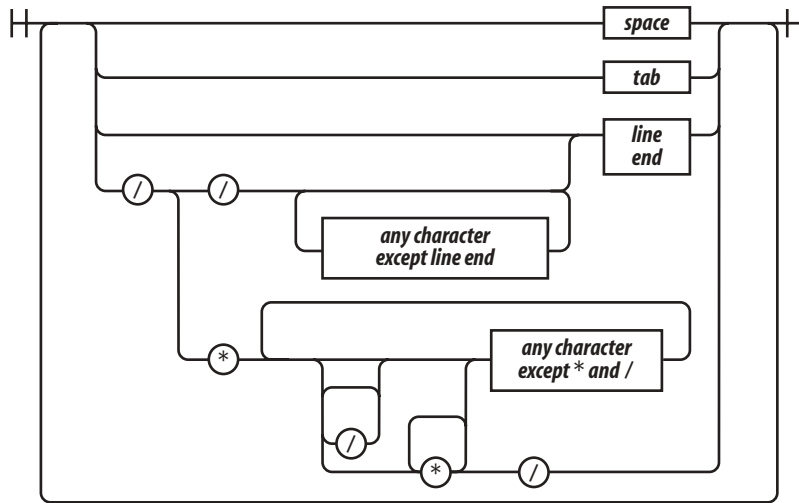 space
tab
line
end
/ /
any character
except line end
*
any character
except * and /
/
* /